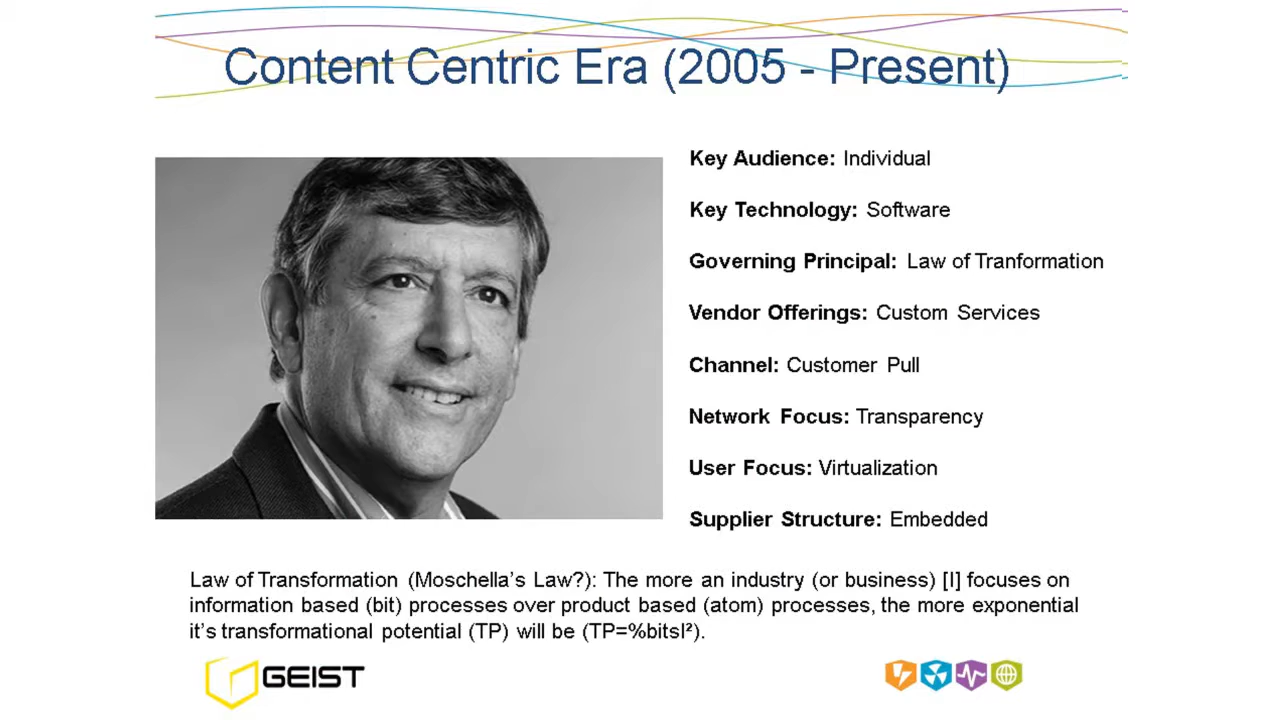 Content Centric Era (2005 - Present)
Key Audience: Individual
Key Technology: Software
Governing Principal: Law of Tranformation
Vendor Offerings: Custom Services
Channel: Customer Pull
Network Focus: Transparency
User Focus: Virtualization
Supplier Structure: Embedded
Law of Transformation (Moschella's Law?): The more an industry (or business) [I] focuses on
information based (bit) processes over product based (atom) processes, the more exponential
it's transformational potential (TP) will be (TP=%bitsI²).
GEIST